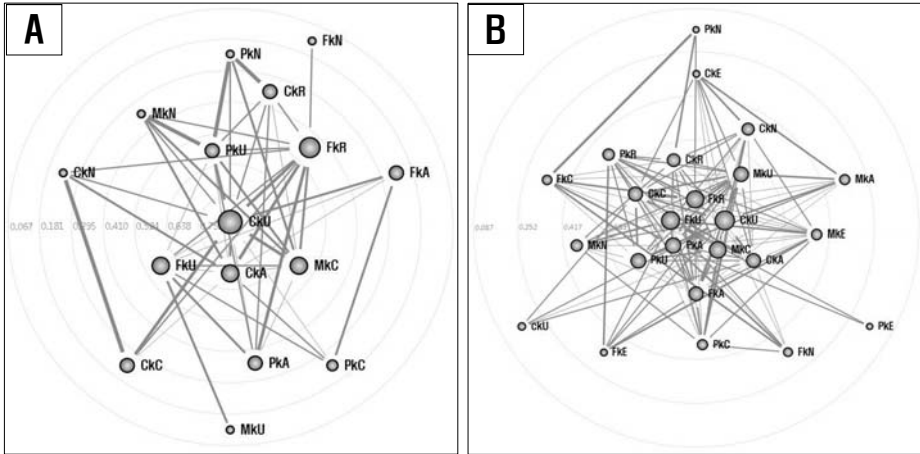 A
FkN
PkN
CkR
MkN
PkU
FkR
CkN
FkA
CkU
0,067 0,181 0,295 0,410 0,638
FkU
CkA
MkC
CkC
PkA
PkC
MkU
B
PkN
CkE
CkN
PkR
CkR
MkU
FkC
MkA
CkC
FkR
FkU
CkU
0,087 0,252 0,417
MkE
MkN
PkA
MkC
PkU
CkA
FkA
CkU
PkE
PkC
FkE
FkN